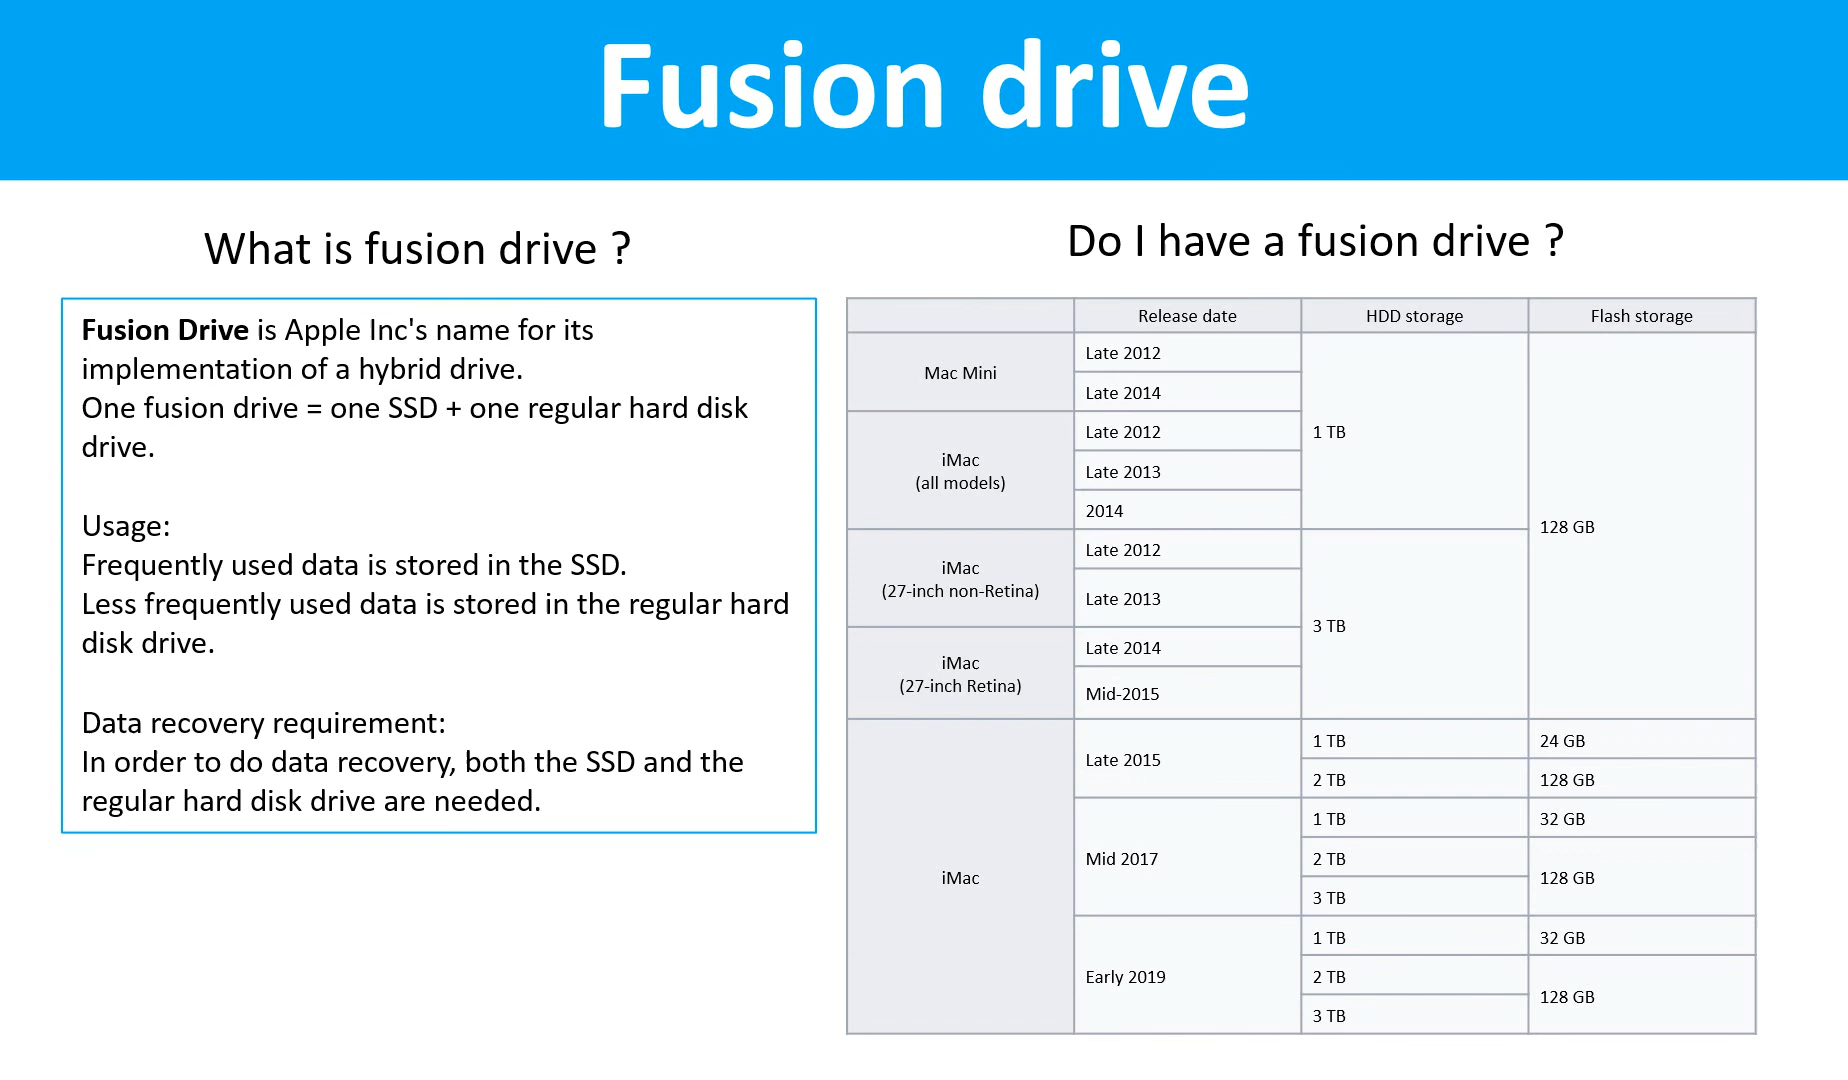 Fusion drive
What is fusion drive ?
Fusion Drive is Apple Inc's name for its
implementation of a hybrid drive.
One fusion drive = one SSD + one regular hard disk
drive.
Usage:
Frequently used data is stored in the SSD.
Less frequently used data is stored in the regular hard
disk drive.
Data recovery requirement:
In order to do data recovery, both the SSD and the
regular hard disk drive are needed.
Do I have a fusion drive ?
Release date HDD storage Flash storage
Mac Mini
Late 2012
Late 2014
iMac
(all models)
Late 2012
Late 2013
2014
1 TB
iMac
(27-inch non-Retina)
Late 2012
Late 2013
iMac
(27-inch Retina)
Late 2014
Mid-2015
3 TB
128 GB
iMac
Late 2015
1 TB 24 GB
2 TB 128 GB
Mid 2017
1 TB 32 GB
2 TB
3 TB
128 GB
Early 2019
1 TB 32 GB
2 TB
3 TB
128 GB